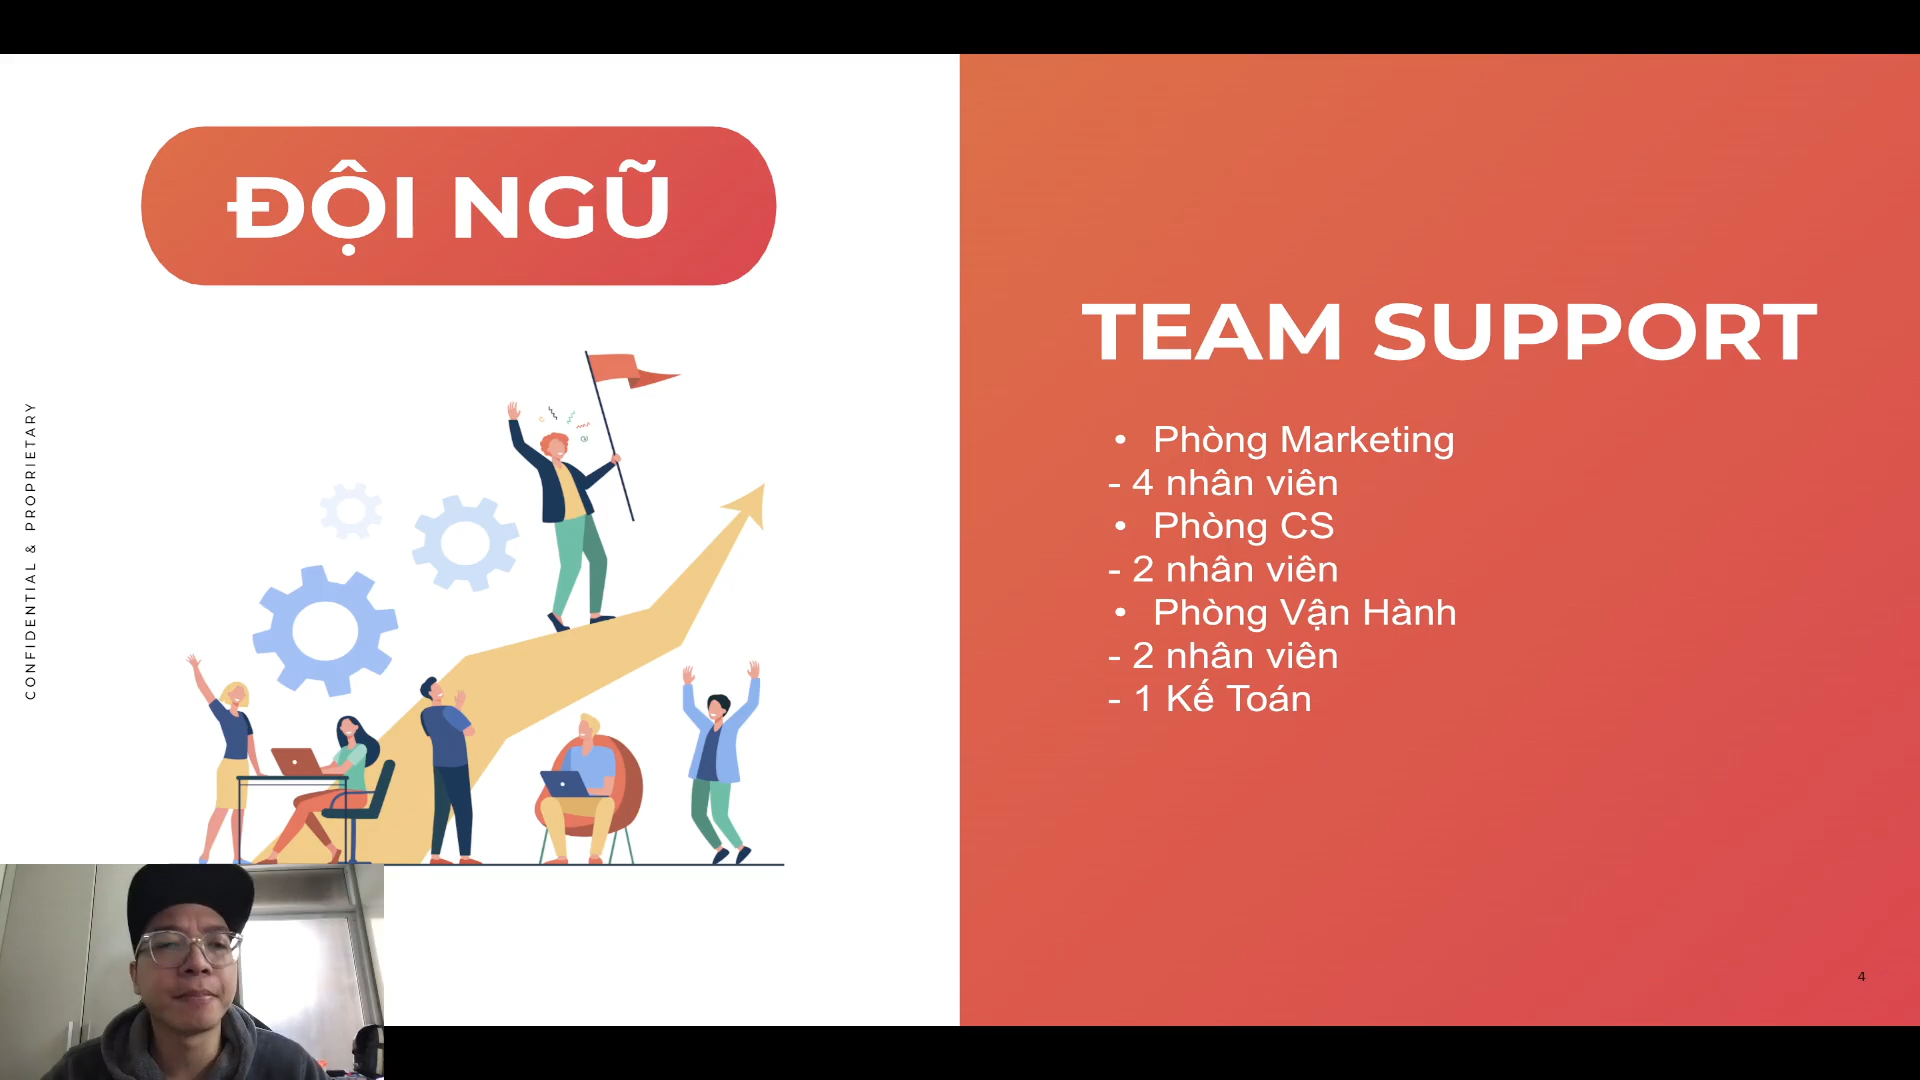 ĐỘI NGŨ
CONFIDENTIAL & PROPRIETARY
TEAM SUPPORT
• Phòng Marketing
- 4 nhân viên
• Phòng CS
- 2 nhân viên
• Phòng Vận Hành
- 2 nhân viên
- 1 Kế Toán
4